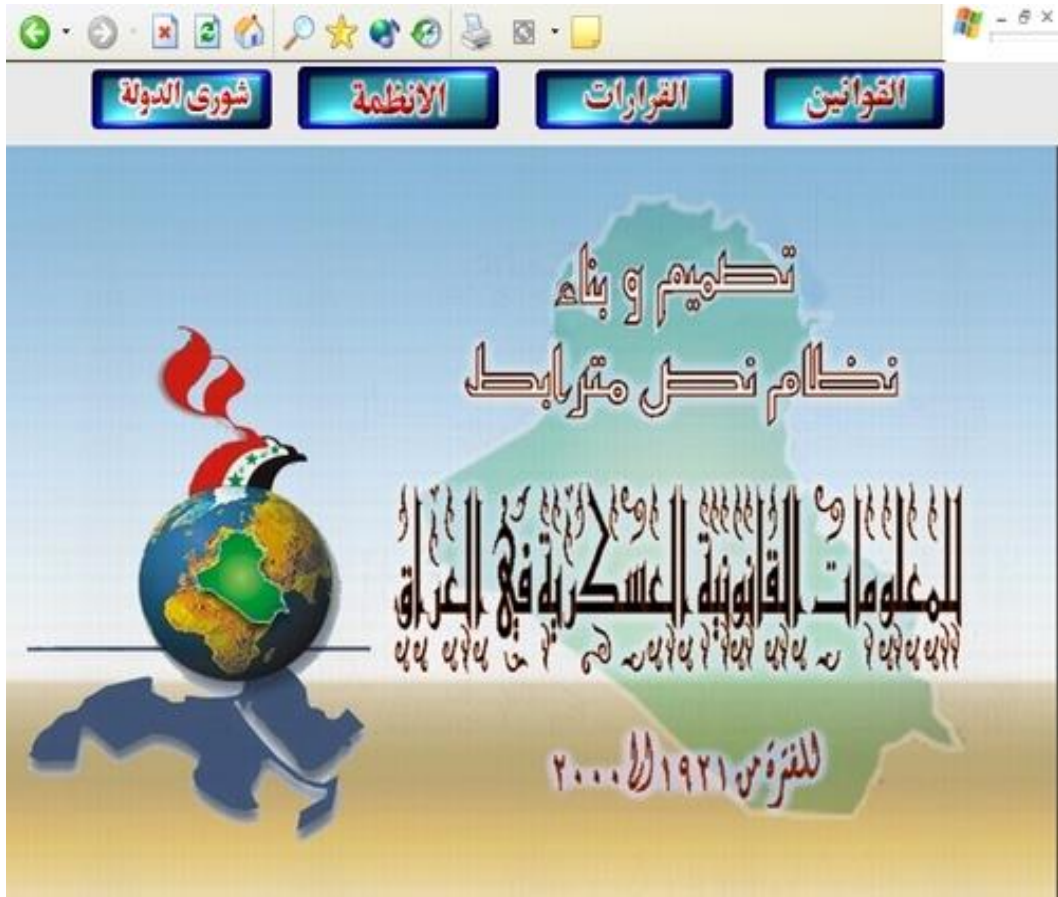 القوانين
القرارات
الانظمة
شورى الدولة
تصميم و بناء
نظام نص مترابط
للمعلومات القانونية العسكرية في العراق
للفترة من ١٩٢١ الى ٢٠٠٠